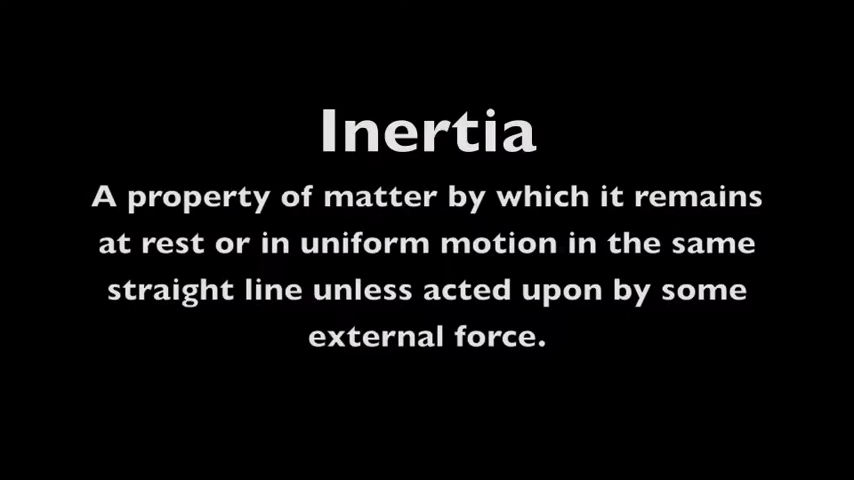 Inertia
A property of matter by which it remains
at rest or in uniform motion in the same
straight line unless acted upon by some
external force.